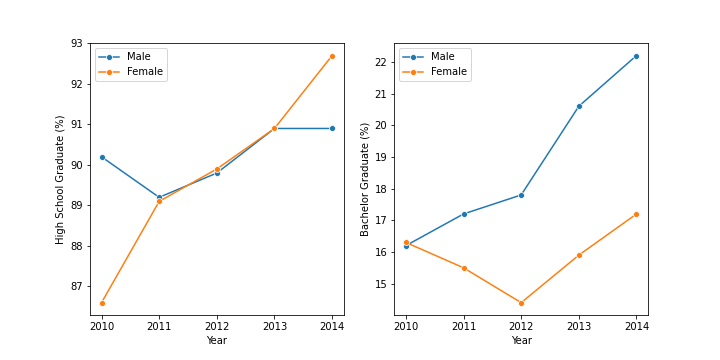 High School Graduate (%)
93
92
91
90
89
88
87
Male
Female
2010 2011 2012 2013 2014
Year
Bachelor Graduate (%)
22
21
20
19
18
17
16
15
Male
Female
2010 2011 2012 2013 2014
Year